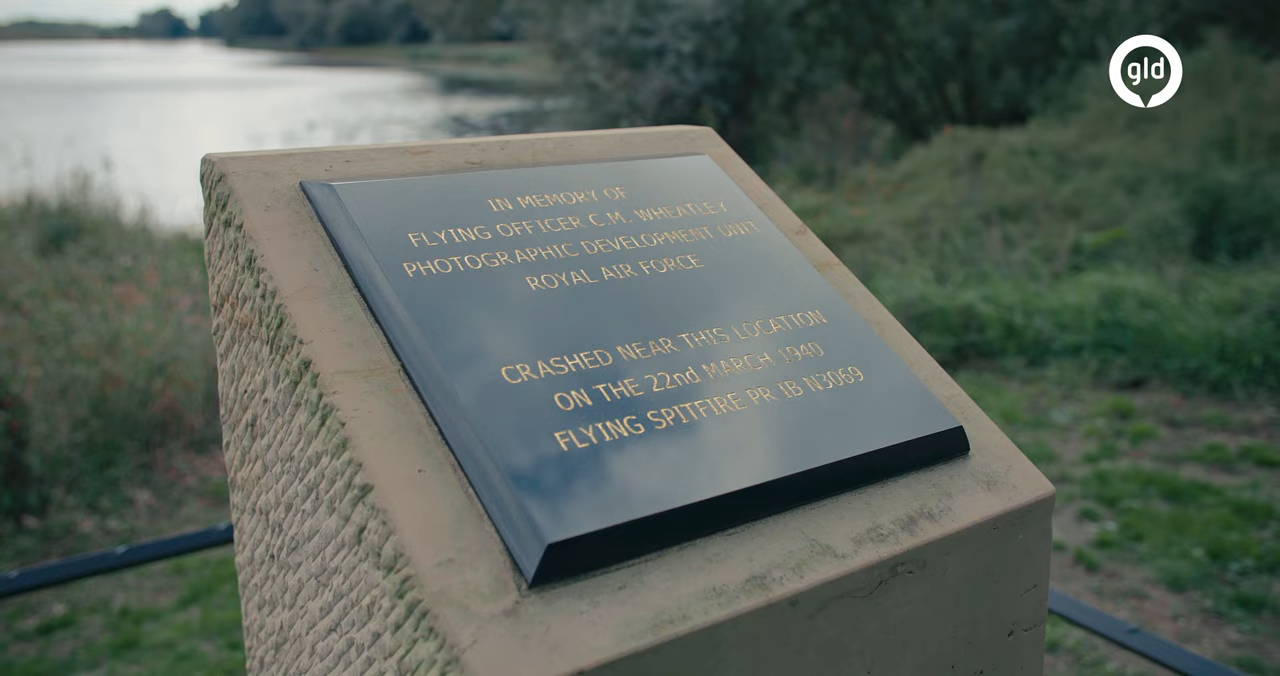 gld
IN MEMORY OF
FLYING OFFICER C.M. WHEATLEY
PHOTOGRAPHIC DEVELOPMENT UNIT
ROYAL AIR FORCE
CRASHED NEAR THIS LOCATION
ON THE 22nd MARCH 1940
FLYING SPITFIRE PR IB N3069